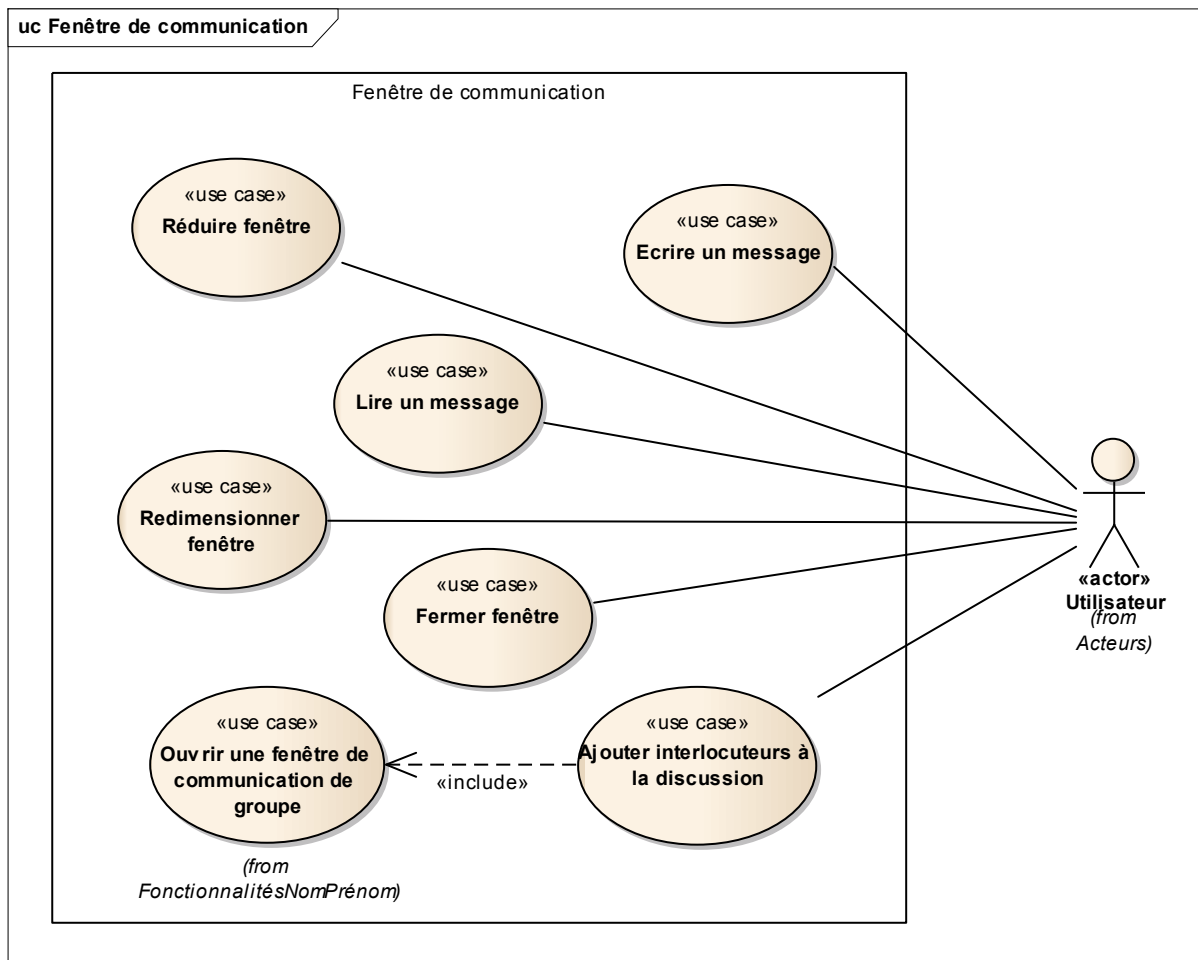 uc Fenêtre de communication
Fenêtre de communication
«use case»
Réduire fenêtre
«use case»
Ecrire un message
«use case»
Lire un message
«use case»
Redimensionner
fenêtre
«use case»
Fermer fenêtre
«actor»
Utilisateur
(from
Acteurs)
«use case»
Ouvrir une fenêtre de
communication de
groupe
«include»
«use case»
Ajouter interlocuteurs à
la discussion
(from
FonctionnalitésNomPrénom)